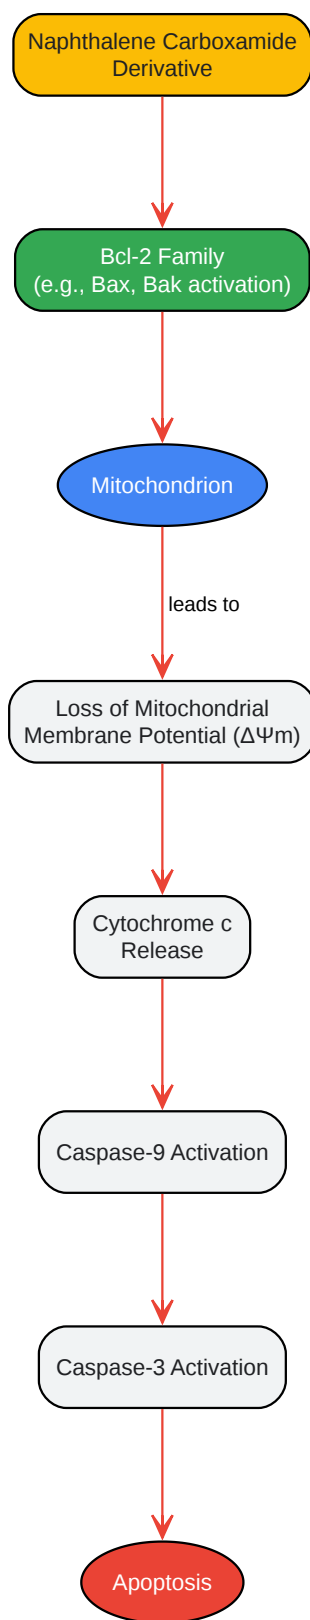 Naphthalene Carboxamide
Derivative
Bcl-2 Family
(e.g., Bax, Bak activation)
Mitochondrion
leads to
Loss of Mitochondrial
Membrane Potential (ΔΨm)
Cytochrome c
Release
Caspase-9 Activation
Caspase-3 Activation
Apoptosis